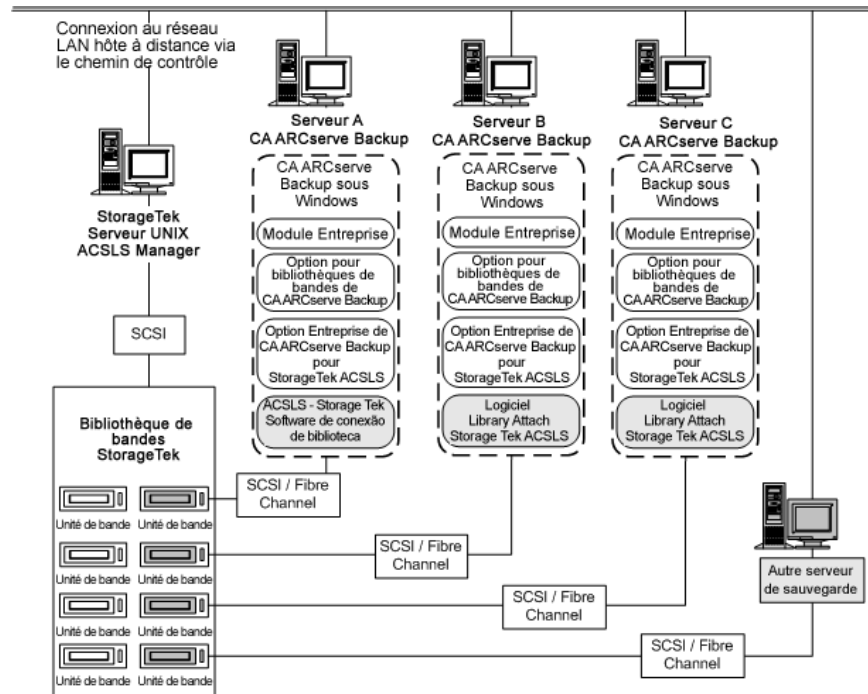 Connexion au réseau
LAN hôte à distance via
le chemin de contrôle
StorageTek
Serveur UNIX
ACSLS Manager
SCSI
Serveur A
CA ARCserve Backup
CA ARCserve
Backup sous
Windows
Module Entreprise
Option pour
bibliothèques de
bandes de
CA ARCserve Backup
Option Entreprise de
CA ARCserve Backup
pour
StorageTek ACSLS
ACSLS - Storage Tek
Software de conexão
de biblioteca
Serveur B
CA ARCserve Backup
CA ARCserve
Backup sous
Windows
Module Entreprise
Option pour
bibliothèques de
bandes de
CA ARCserve Backup
Option Entreprise de
CA ARCserve Backup
pour
StorageTek ACSLS
Logiciel
Library Attach
Storage Tek ACSLS
Serveur C
CA ARCserve Backup
CA ARCserve
Backup sous
Windows
Module Entreprise
Option pour
bibliothèques de
bandes de
CA ARCserve Backup
Option Entreprise de
CA ARCserve Backup
pour
StorageTek ACSLS
Logiciel
Library Attach
Storage Tek ACSLS
Bibliothèque de
bandes
StorageTek
Unité de bande
Unité de bande
Unité de bande
Unité de bande
Unité de bande
Unité de bande
Unité de bande
Unité de bande
SCSI / Fibre
Channel
SCSI / Fibre
Channel
SCSI / Fibre
Channel
SCSI / Fibre
Channel
Autre serveur
de sauvegarde